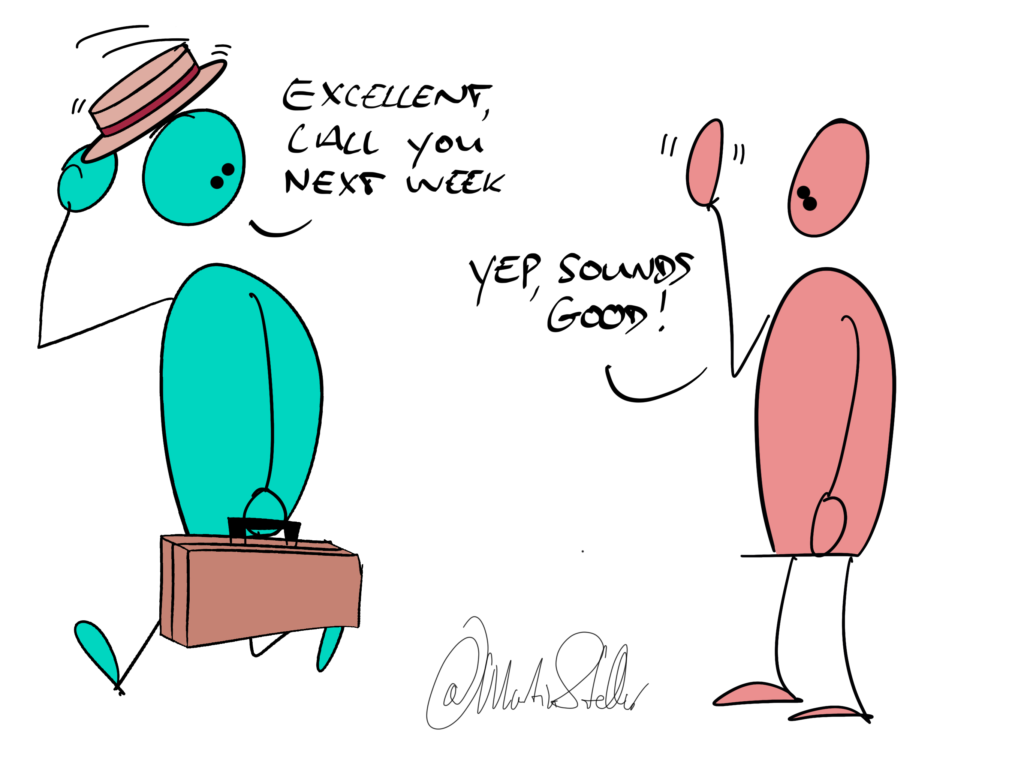 EXCELLENT,
CALL YOU
NEXT WEEK
YEP, SOUNDS
GOOD!
@MartinStellar